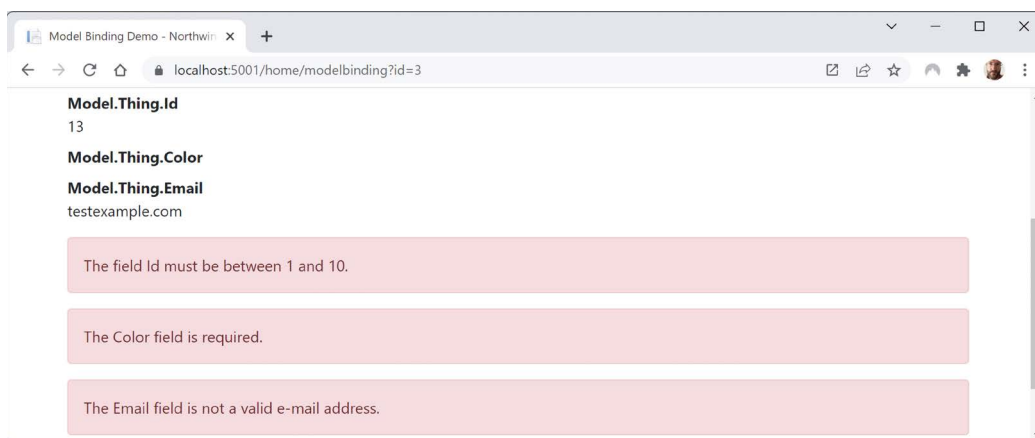 Model Binding Demo - Northwin
localhost:5001/home/modelbinding?id=3
Model.Thing.Id
13
Model.Thing.Color
Model.Thing.Email
testexample.com
The field Id must be between 1 and 10.
The Color field is required.
The Email field is not a valid e-mail address.